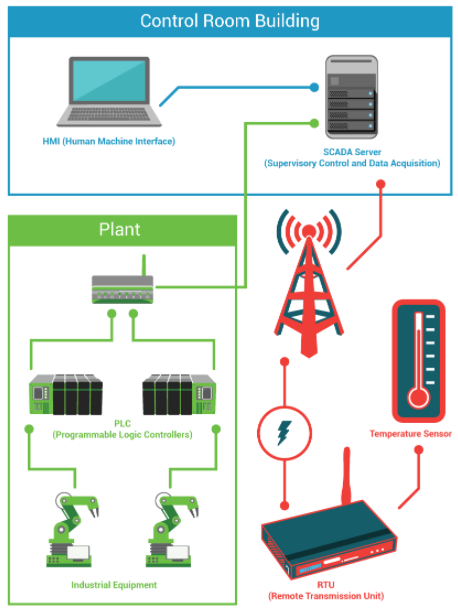 Control Room Building
HMI (Human Machine Interface)
SCADA Server
(Supervisory Control and Data Acquisition)
Plant
PLC
(Programmable Logic Controllers)
Temperature Sensor
Industrial Equipment
RTU
(Remote Transmission Unit)